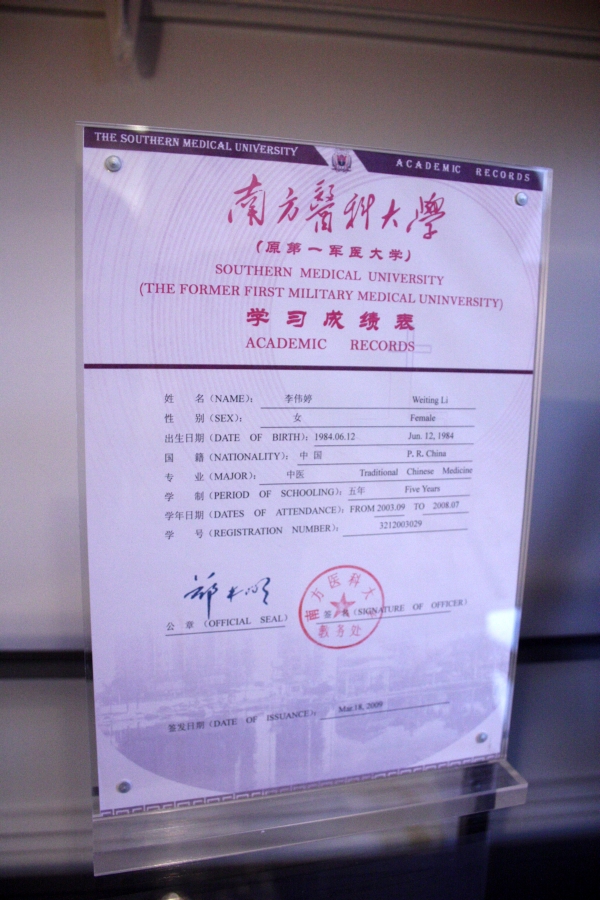 THE SOUTHERN MEDICAL UNIVERSITY
ACADEMIC RECORDS
南方醫科大學
(原第一军医大学)
SOUTHERN MEDICAL UNIVERSITY
(THE FORMER FIRST MILITARY MEDICAL UNINVERSITY)
学习成绩表
ACADEMIC RECORDS
姓 名(NAME): 李伟婷 Weiting Li
性 别(SEX): 女 Female
出生日期(DATE OF BIRTH): 1984.06.12 Jun. 12, 1984
国 籍(NATIONALITY): 中 国 P. R. China
专 业(MAJOR): 中医 Traditional Chinese Medicine
学 制(PERIOD OF SCHOOLING): 五年 Five Years
学年日期(DATES OF ATTENDANCE): FROM 2003.09 TO 2008.07
学 号(REGISTRATION NUMBER): 3212003029
南方医科大
教务处
公 章(OFFICIAL SEAL) 签 (SIGNATURE OF OFFICER)
签发日期(DATE OF ISSUANCE): Mar.18, 2009